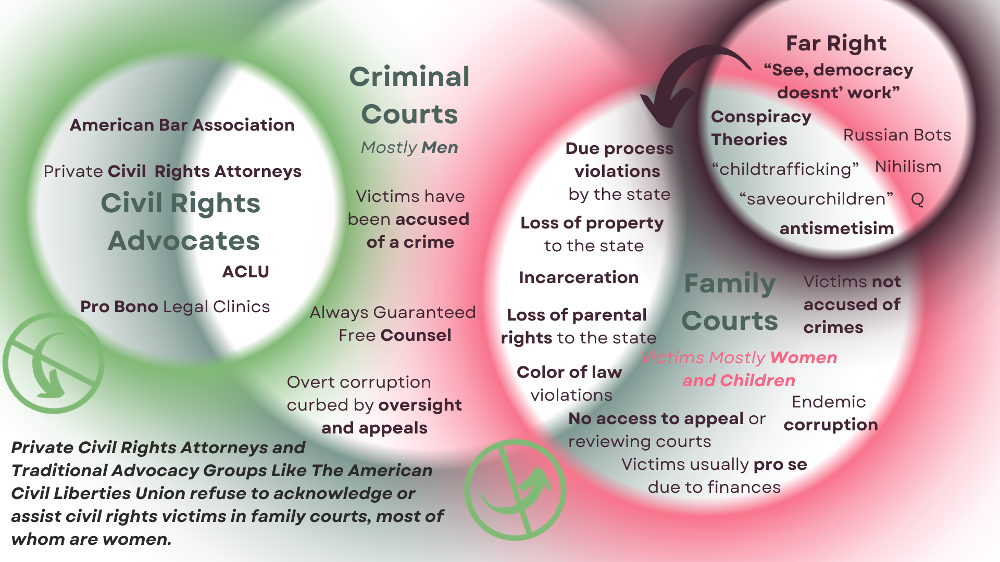 American Bar Association
Private Civil Rights Attorneys
Civil Rights
Advocates
ACLU
Pro Bono Legal Clinics
Criminal
Courts
Mostly Men
Victims have
been accused
of a crime
Always Guaranteed
Free Counsel
Overt corruption
curbed by oversight
and appeals
Due process
violations
by the state
Loss of property
to the state
Incarceration
Loss of parental
rights to the state
Color of law
violations
Far Right
“See, democracy
doesnt’ work”
Conspiracy
Theories
Russian Bots
“childtrafficking”
Nihilism
“saveourchildren”
Q
antismetisim
Family
Courts
Victims not
accused of
crimes
Victims Mostly Women
and Children
Endemic
corruption
No access to appeal or
reviewing courts
Victims usually pro se
due to finances
Private Civil Rights Attorneys and
Traditional Advocacy Groups Like The American
Civil Liberties Union refuse to acknowledge or
assist civil rights victims in family courts, most of
whom are women.